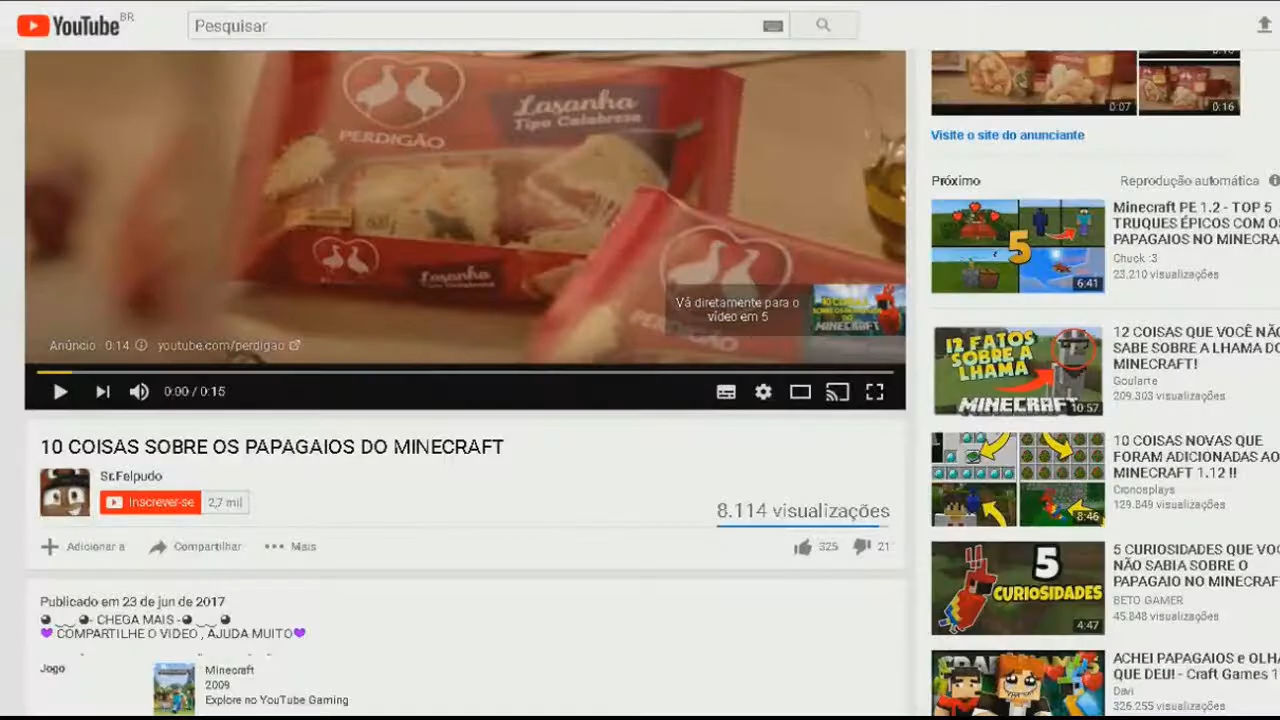 YouTube BR
Pesquisar
PERDIGÃO
Lasanha
Tipo Calabresa
600g
Lasanha
Vá diretamente para o
vídeo em 5
10 COISAS
MINECRAFT
Anúncio · 0:14 youtube.com/perdigao
0:00 / 0:15
10 COISAS SOBRE OS PAPAGAIOS DO MINECRAFT
Sr.Felpudo
Inscrever-se 2,7 mil
8.114 visualizações
Adicionar a Compartilhar Mais
325 21
Publicado em 23 de jun de 2017
- CHEGA MAIS -
💜 COMPARTILHE O VIDEO , AJUDA MUITO💜
Jogo
Minecraft
2009
Explore no YouTube Gaming
0:07
0:16
Visite o site do anunciante
Próximo Reprodução automática
5
6:41
Minecraft PE 1.2 - TOP 5
TRUQUES ÉPICOS COM OS
PAPAGAIOS NO MINECRA
Chuck :3
23.210 visualizações
12 FATOS
SOBRE A
LHAMA
MINECRAFT
10:57
12 COISAS QUE VOCÊ NÃO
SABE SOBRE A LHAMA DO
MINECRAFT!
Goularte
209.303 visualizações
8:46
10 COISAS NOVAS QUE
FORAM ADICIONADAS AO
MINECRAFT 1.12 !!
Cronosplays
129.849 visualizações
5
CURIOSIDADES
4:47
5 CURIOSIDADES QUE VOC
NÃO SABIA SOBRE O
PAPAGAIO NO MINECRAF
BETO GAMER
45.848 visualizações
ACHEI PAPAGAIOS e OLHA
QUE DEU! - Craft Games 1
Davi
326.255 visualizações